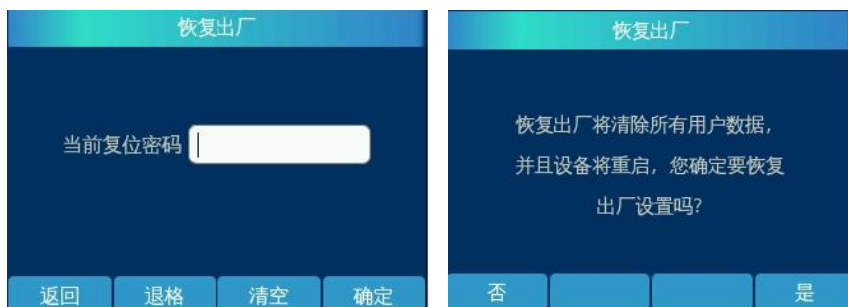 恢复出厂
当前复位密码
返回 退格 清空 确定
恢复出厂
恢复出厂将清除所有用户数据，
并且设备将重启，您确定要恢复
出厂设置吗?
否 是